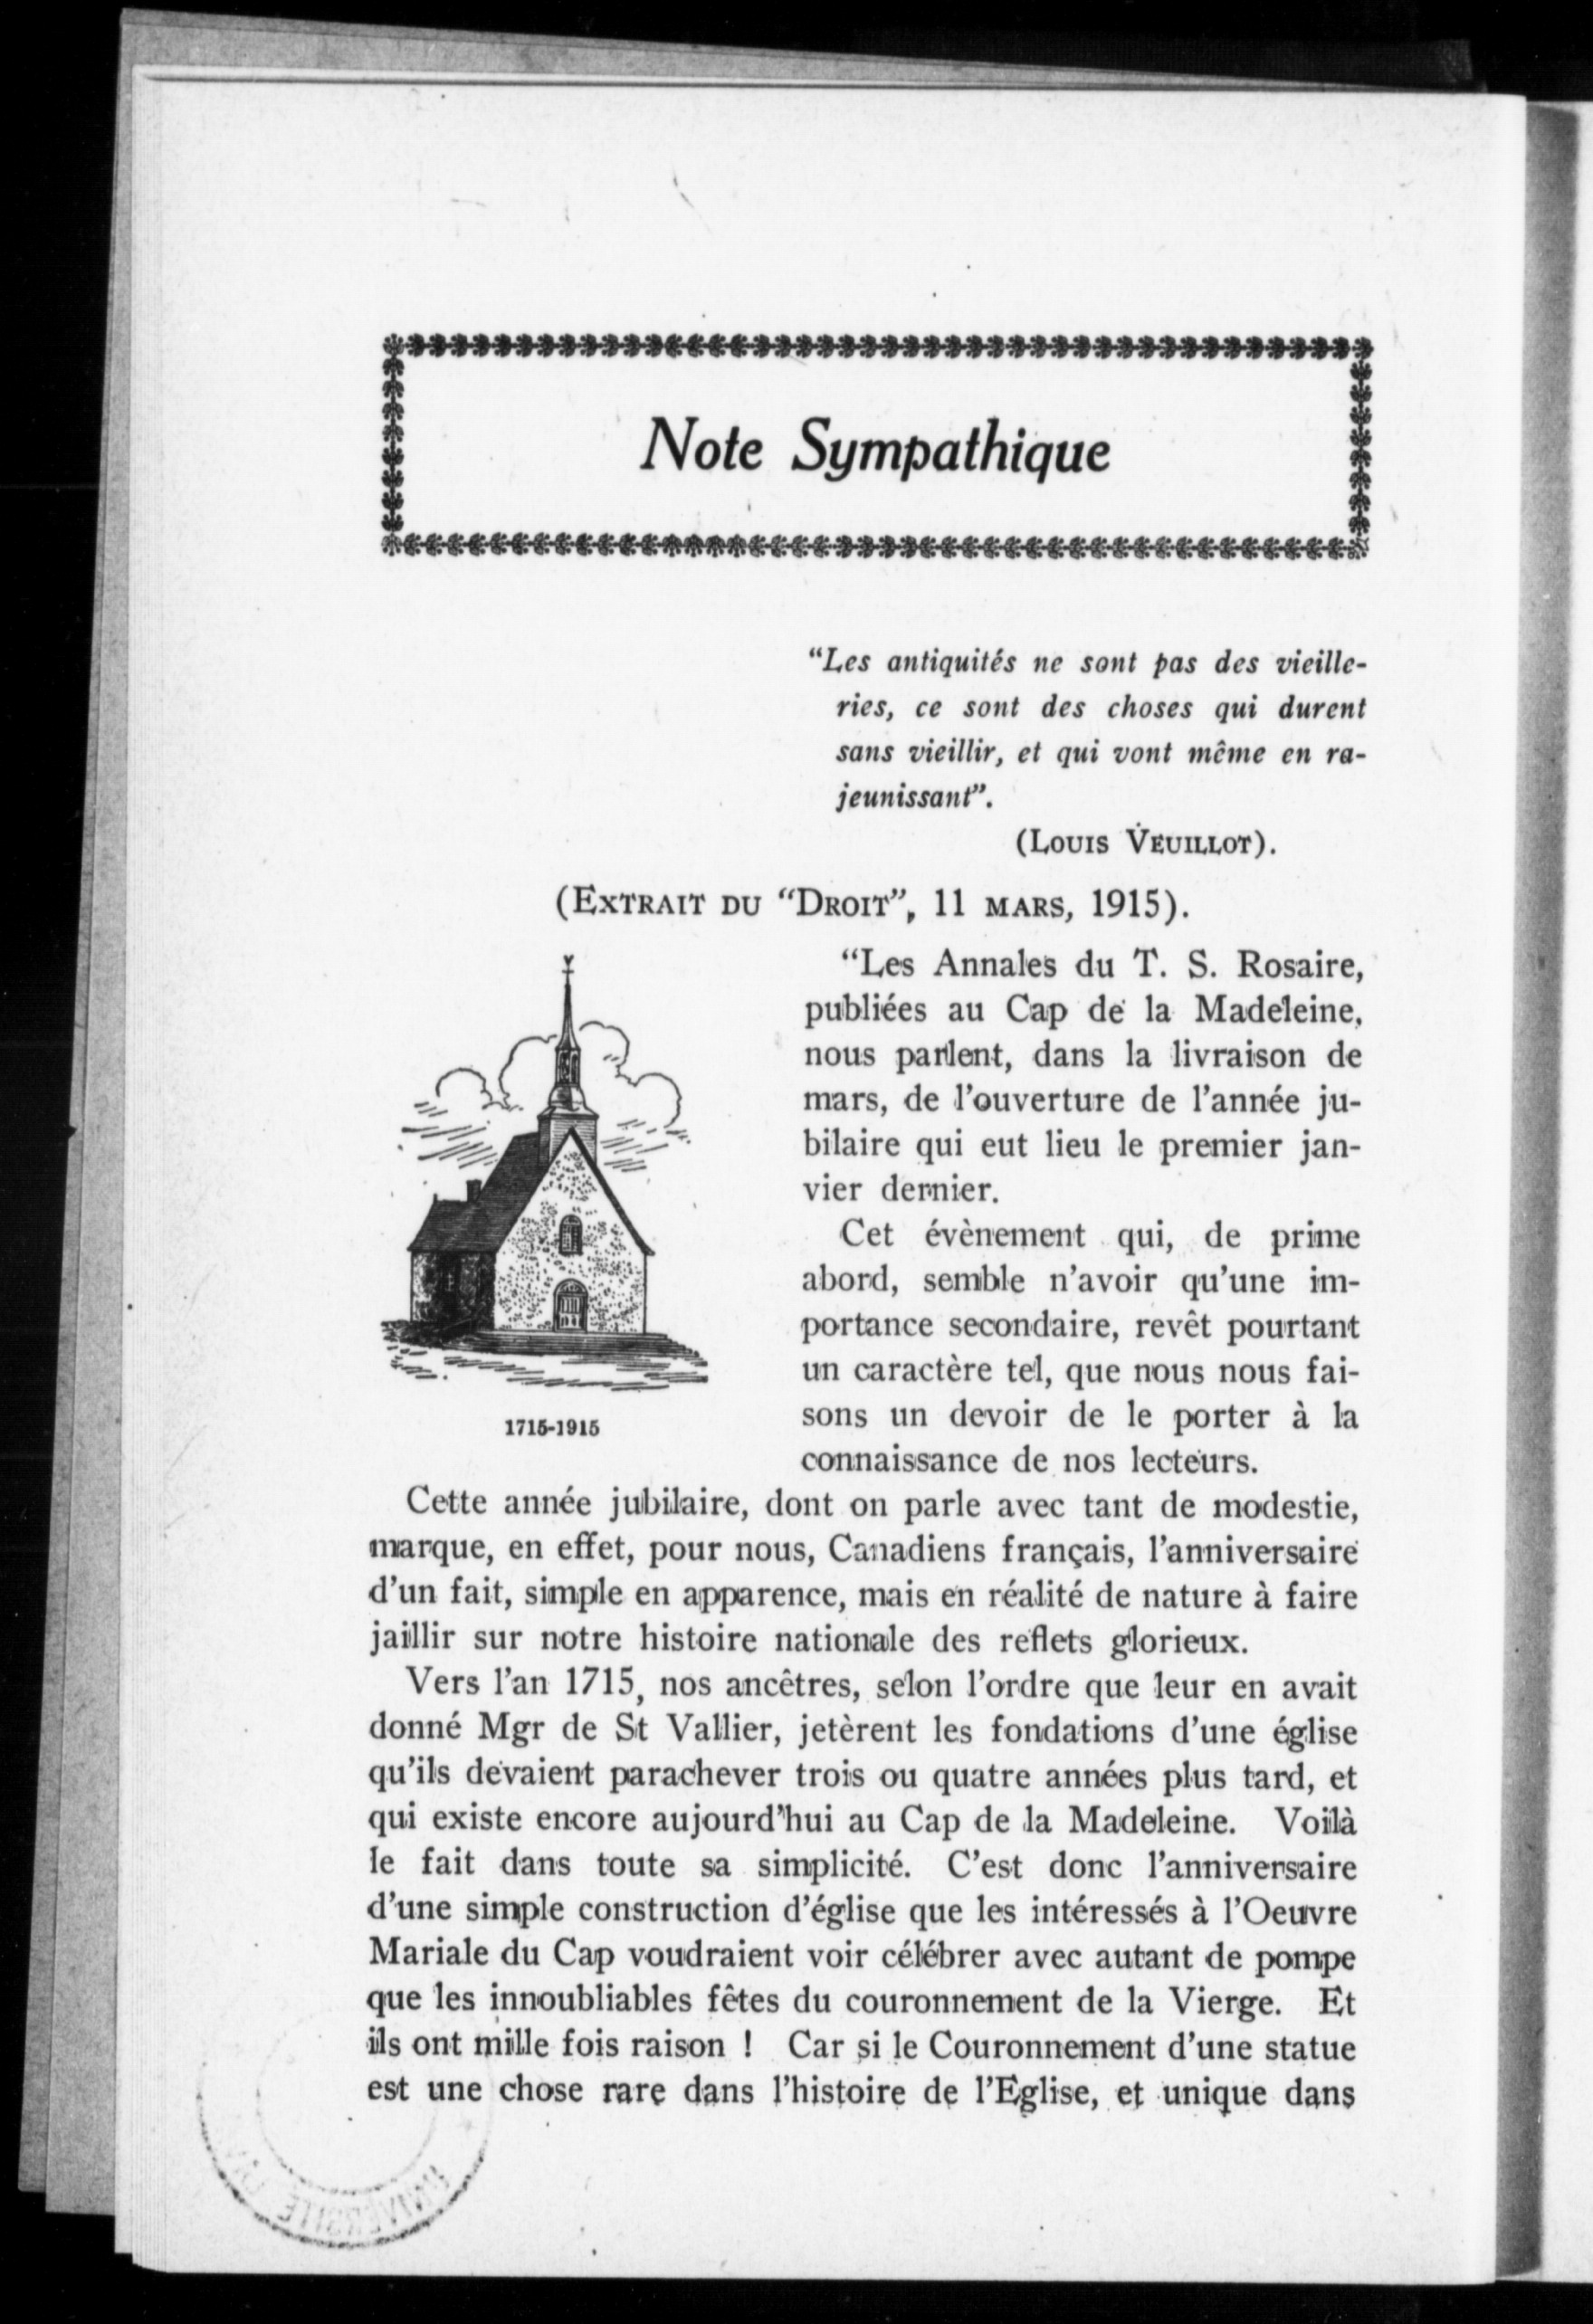 Note Sympathique
“Les antiquités ne sont pas des vieille-
ries, ce sont des choses qui durent
sans vieillir, et qui vont même en ra-
jeunissant”.
(Louis Veuillot).
(Extrait du “Droit”, 11 mars, 1915).
“Les Annales du T. S. Rosaire,
publiées au Cap de la Madeleine,
nous parlent, dans la livraison de
mars, de l’ouverture de l’année ju-
bilaire qui eut lieu le premier jan-
vier dernier.
Cet évènement qui, de prime
abord, semble n’avoir qu’une im-
portance secondaire, revêt pourtant
un caractère tel, que nous nous fai-
sons un devoir de le porter à la
connaissance de nos lecteurs.
1715-1915
Cette année jubilaire, dont on parle avec tant de modestie,
marque, en effet, pour nous, Canadiens français, l’anniversaire
d’un fait, simple en apparence, mais en réalité de nature à faire
jaillir sur notre histoire nationale des reflets glorieux.
Vers l’an 1715, nos ancêtres, selon l’ordre que leur en avait
donné Mgr de St Vallier, jetèrent les fondations d’une église
qu’ils devaient parachever trois ou quatre années plus tard, et
qui existe encore aujourd’hui au Cap de la Madeleine. Voilà
le fait dans toute sa simplicité. C’est donc l’anniversaire
d’une simple construction d’église que les intéressés à l’Oeuvre
Mariale du Cap voudraient voir célébrer avec autant de pompe
que les innoubliables fêtes du couronnement de la Vierge. Et
ils ont mille fois raison ! Car si le Couronnement d’une statue
est une chose rare dans l’histoire de l’Eglise, et unique dans